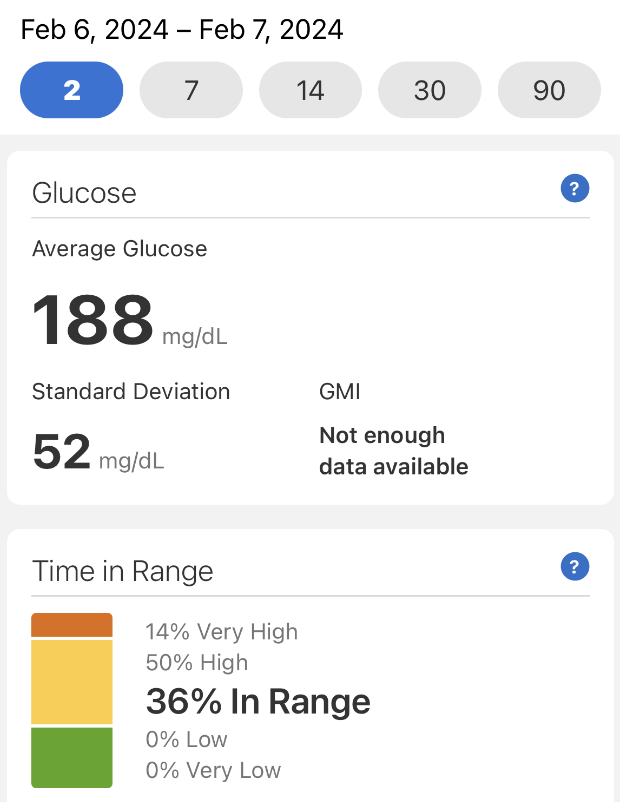 Feb 6, 2024 – Feb 7, 2024
2 7 14 30 90
Glucose ?
Average Glucose
188 mg/dL
Standard Deviation GMI
52 mg/dL Not enough
data available
Time in Range ?
14% Very High
50% High
36% In Range
0% Low
0% Very Low